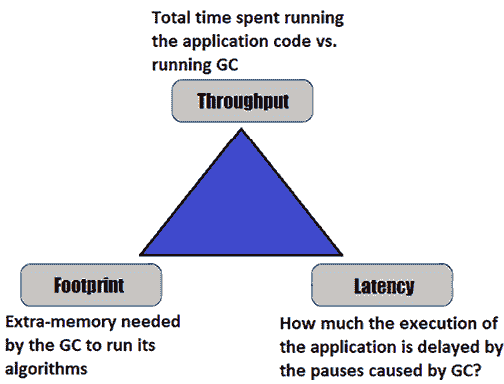 Total time spent running
the application code vs.
running GC
Throughput
Footprint
Extra-memory needed
by the GC to run its
algorithms
Latency
How much the execution of
the application is delayed by
the pauses caused by GC?